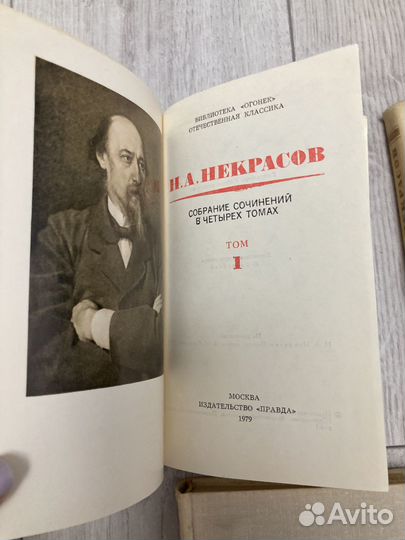 БИБЛИОТЕКА «ОГОНЕК»
ОТЕЧЕСТВЕННАЯ КЛАССИКА
Н.А.НЕКРАСОВ
СОБРАНИЕ СОЧИНЕНИЙ
В ЧЕТЫРЕХ ТОМАХ
ТОМ
1
МОСКВА
ИЗДАТЕЛЬСТВО «ПРАВДА»
1979
Avito